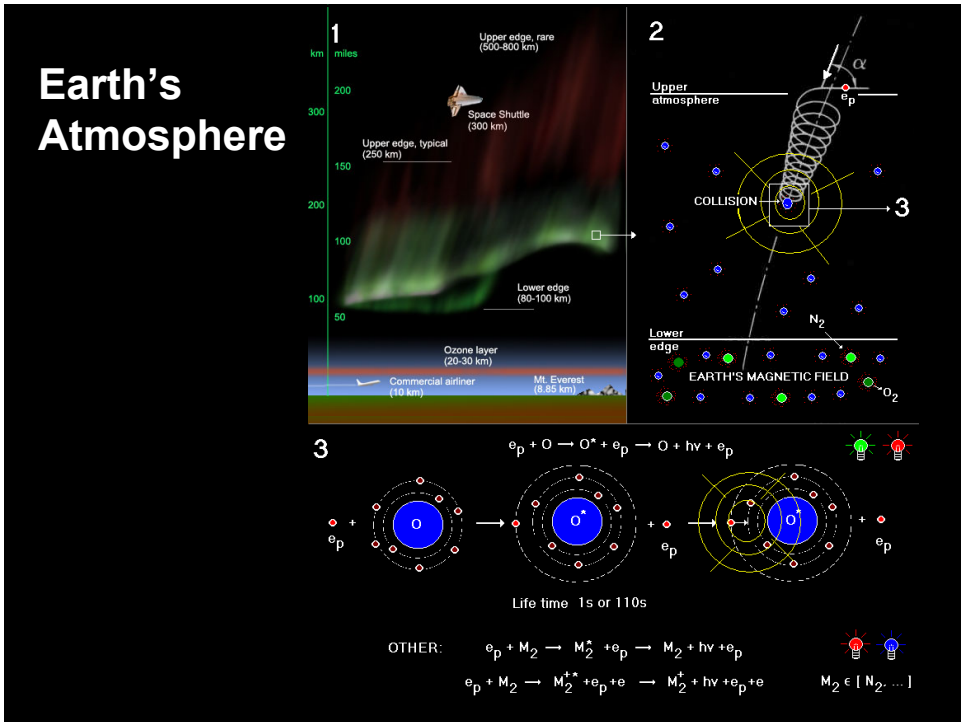 Earth's
Atmosphere
1
km miles
Upper edge, rare
(500-800 km)
200
300
Space Shuttle
(300 km)
Upper edge, typical
(250 km)
150
200
100
Lower edge
(80-100 km)
100
50
Ozone layer
(20-30 km)
Commercial airliner
(10 km)
Mt. Everest
(8.85 km)
2
α
Upper
atmosphere
eₚ
COLLISION
3
N₂
Lower
edge
EARTH'S MAGNETIC FIELD
O₂
3
eₚ + O → O* + eₚ → O + hν + eₚ
eₚ + O → O* + eₚ → O* + eₚ
Life time 1s or 110s
OTHER: eₚ + M₂ → M₂* +eₚ → M₂ + hν +eₚ
eₚ + M₂ → M₂⁺* +eₚ+e → M₂⁺ + hν +eₚ+e
M₂ ϵ [ N₂, ... ]